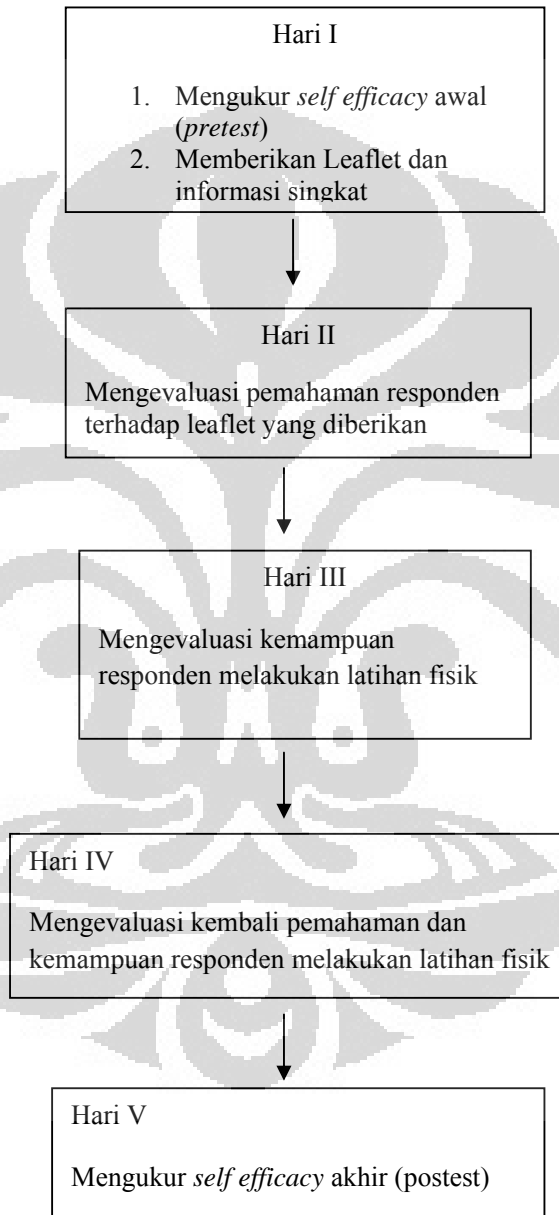 Hari I
1. Mengukur self efficacy awal
(pretest)
2. Memberikan Leaflet dan
informasi singkat
Hari II
Mengevaluasi pemahaman responden
terhadap leaflet yang diberikan
Hari III
Mengevaluasi kemampuan
responden melakukan latihan fisik
Hari IV
Mengevaluasi kembali pemahaman dan
kemampuan responden melakukan latihan fisik
Hari V
Mengukur self efficacy akhir (postest)